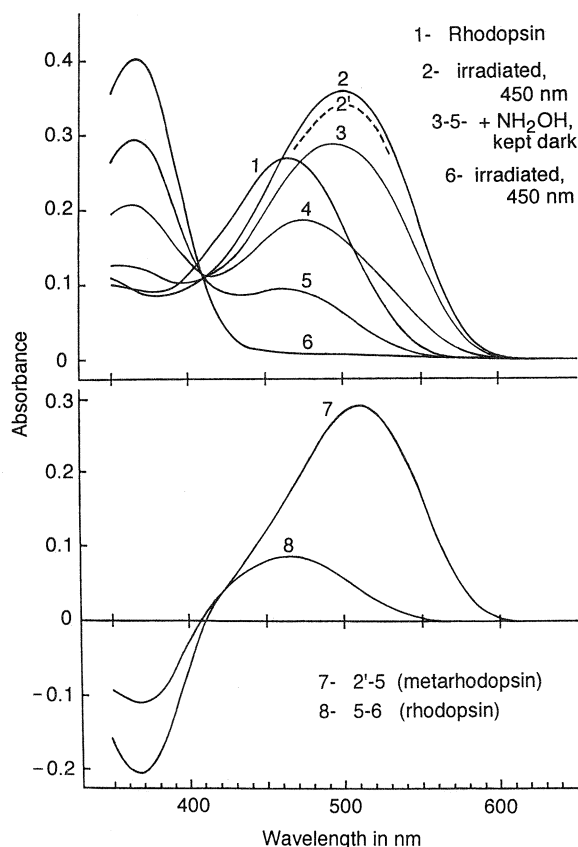 1- Rhodopsin
2- irradiated,
450 nm
3-5- + NH₂OH,
kept dark
6- irradiated,
450 nm
0.4
0.3
0.2
0.1
0
1
2
2'
3
4
5
6
Absorbance
0.3
0.2
0.1
0
−0.1
−0.2
7
8
7- 2'-5 (metarhodopsin)
8- 5-6 (rhodopsin)
400
500
600
Wavelength in nm